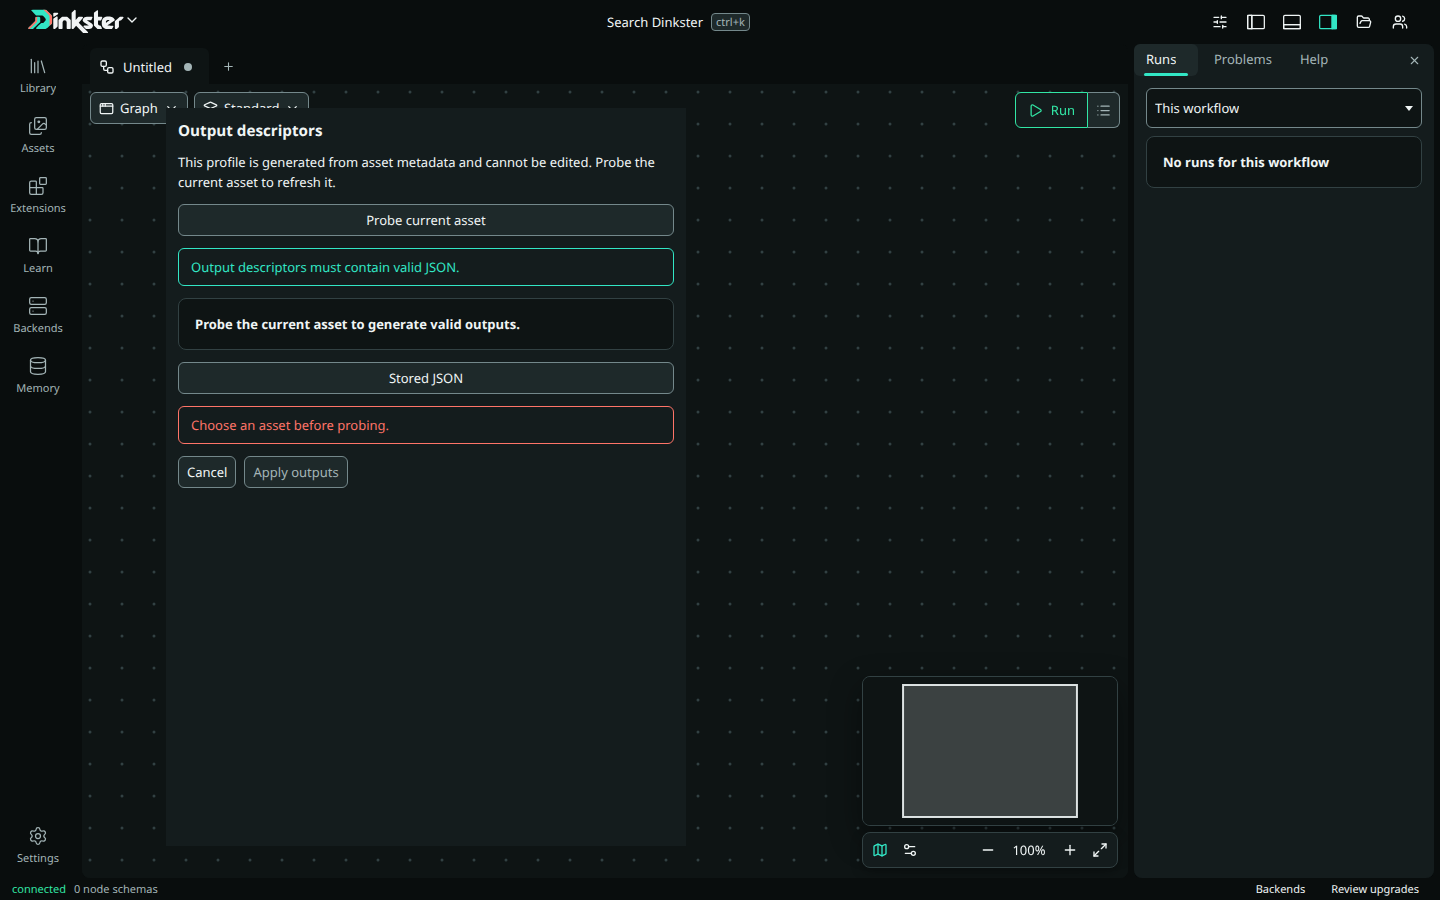 Dinkster
Search Dinkster ctrl+k
Library
Assets
Extensions
Learn
Backends
Memory
Settings
Untitled
Graph
Standard
Run
Output descriptors
This profile is generated from asset metadata and cannot be edited. Probe the
current asset to refresh it.
Probe current asset
Output descriptors must contain valid JSON.
Probe the current asset to generate valid outputs.
Stored JSON
Choose an asset before probing.
Cancel Apply outputs
100%
Runs Problems Help
This workflow
No runs for this workflow
connected 0 node schemas
Backends Review upgrades